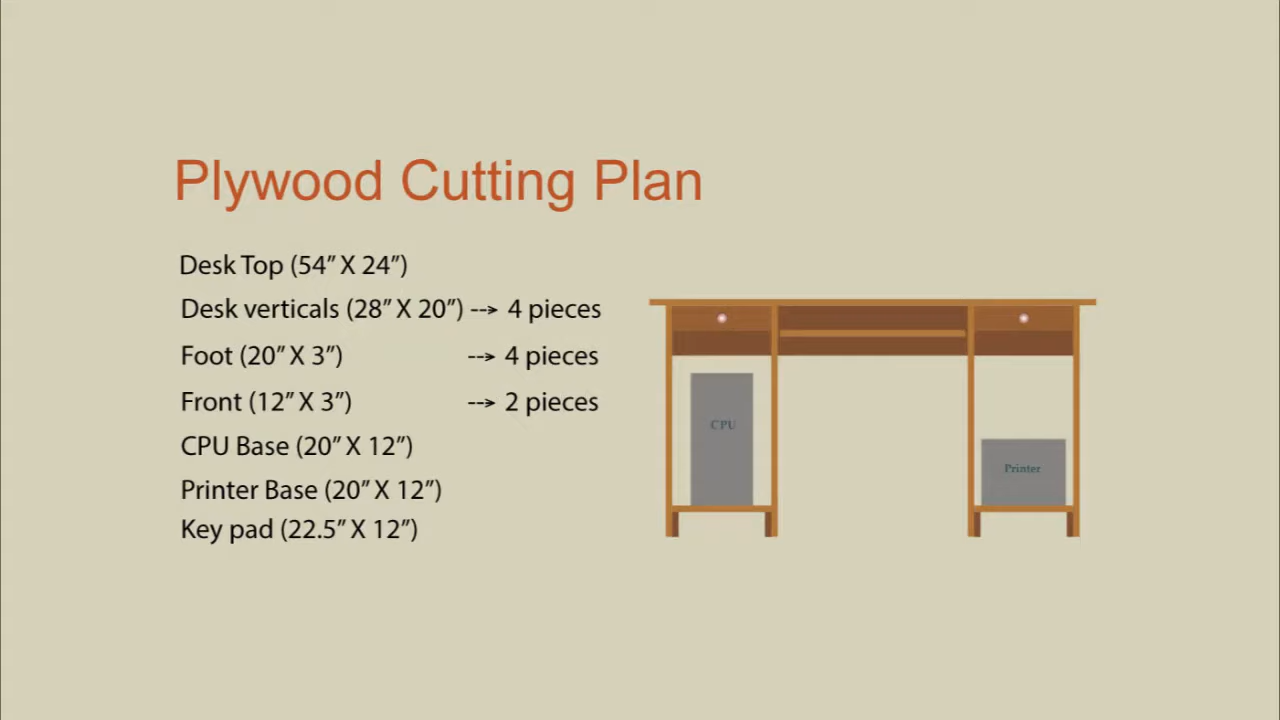 Plywood Cutting Plan
Desk Top (54” X 24”)
Desk verticals (28” X 20”) --→ 4 pieces
Foot (20” X 3”) --→ 4 pieces
Front (12” X 3”) --→ 2 pieces
CPU Base (20” X 12”)
Printer Base (20” X 12”)
Key pad (22.5” X 12”)
CPU
Printer